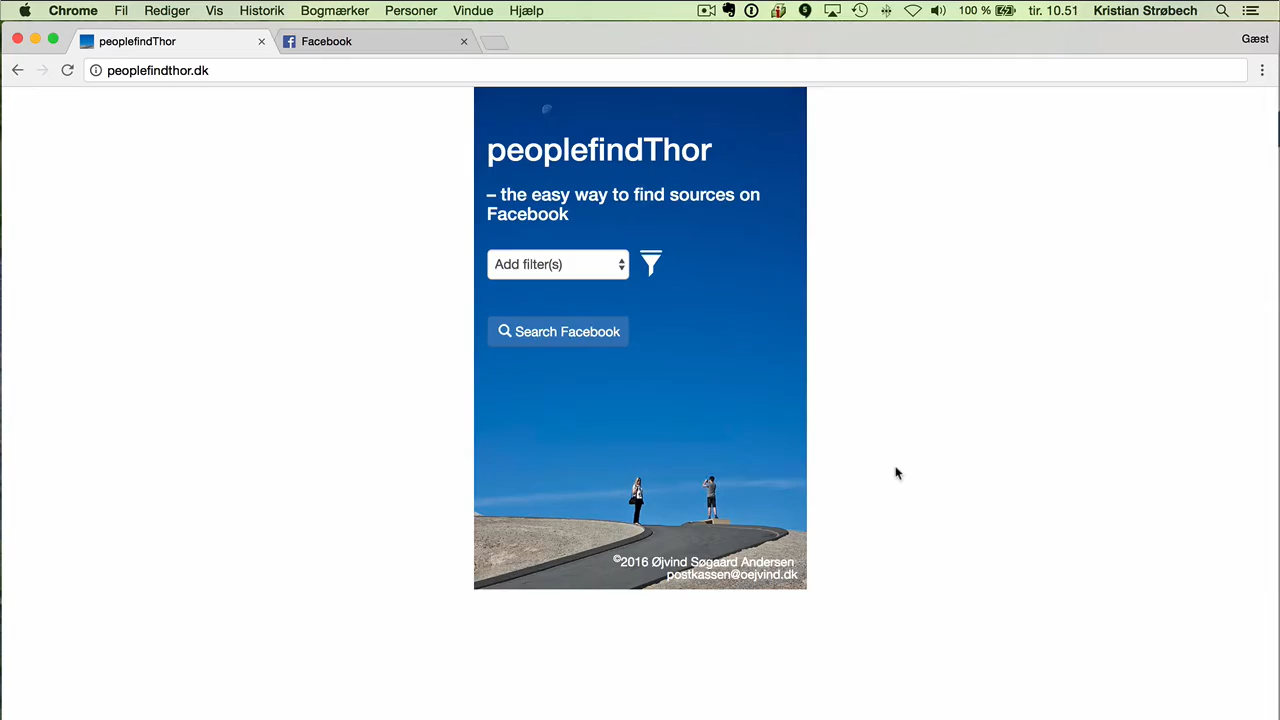 Chrome Fil Rediger Vis Historik Bogmærker Personer Vindue Hjælp 100 % tir. 10.51 Kristian Strøbech
peoplefindThor Facebook Gæst
peoplefindthor.dk
peoplefindThor
– the easy way to find sources on
Facebook
Add filter(s)
Search Facebook
©2016 Øjvind Søgaard Andersen
postkassen@oejvind.dk